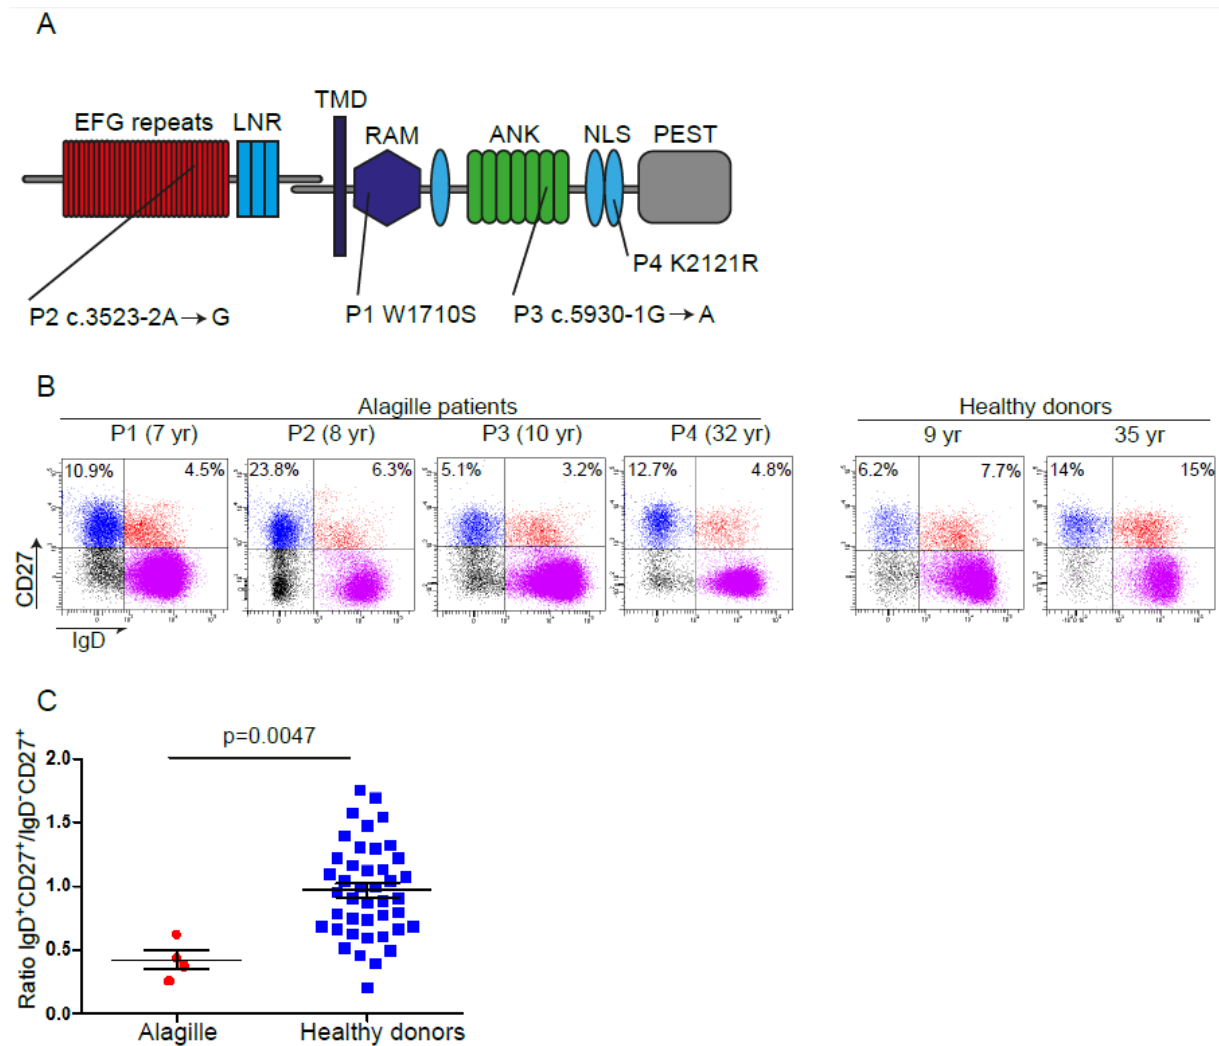 A
TMD
EFG repeats LNR RAM ANK NLS PEST
P4 K2121R
P2 c.3523-2A→G P1 W1710S P3 c.5930-1G→A
B
Alagille patients Healthy donors
P1 (7 yr) P2 (8 yr) P3 (10 yr) P4 (32 yr) 9 yr 35 yr
10.9% 4.5% 23.8% 6.3% 5.1% 3.2% 12.7% 4.8% 6.2% 7.7% 14% 15%
CD27
IgD
C
p=0.0047
Ratio IgD⁺CD27⁺/IgD⁻CD27⁺
2.0
1.5
1.0
0.5
0.0
Alagille Healthy donors